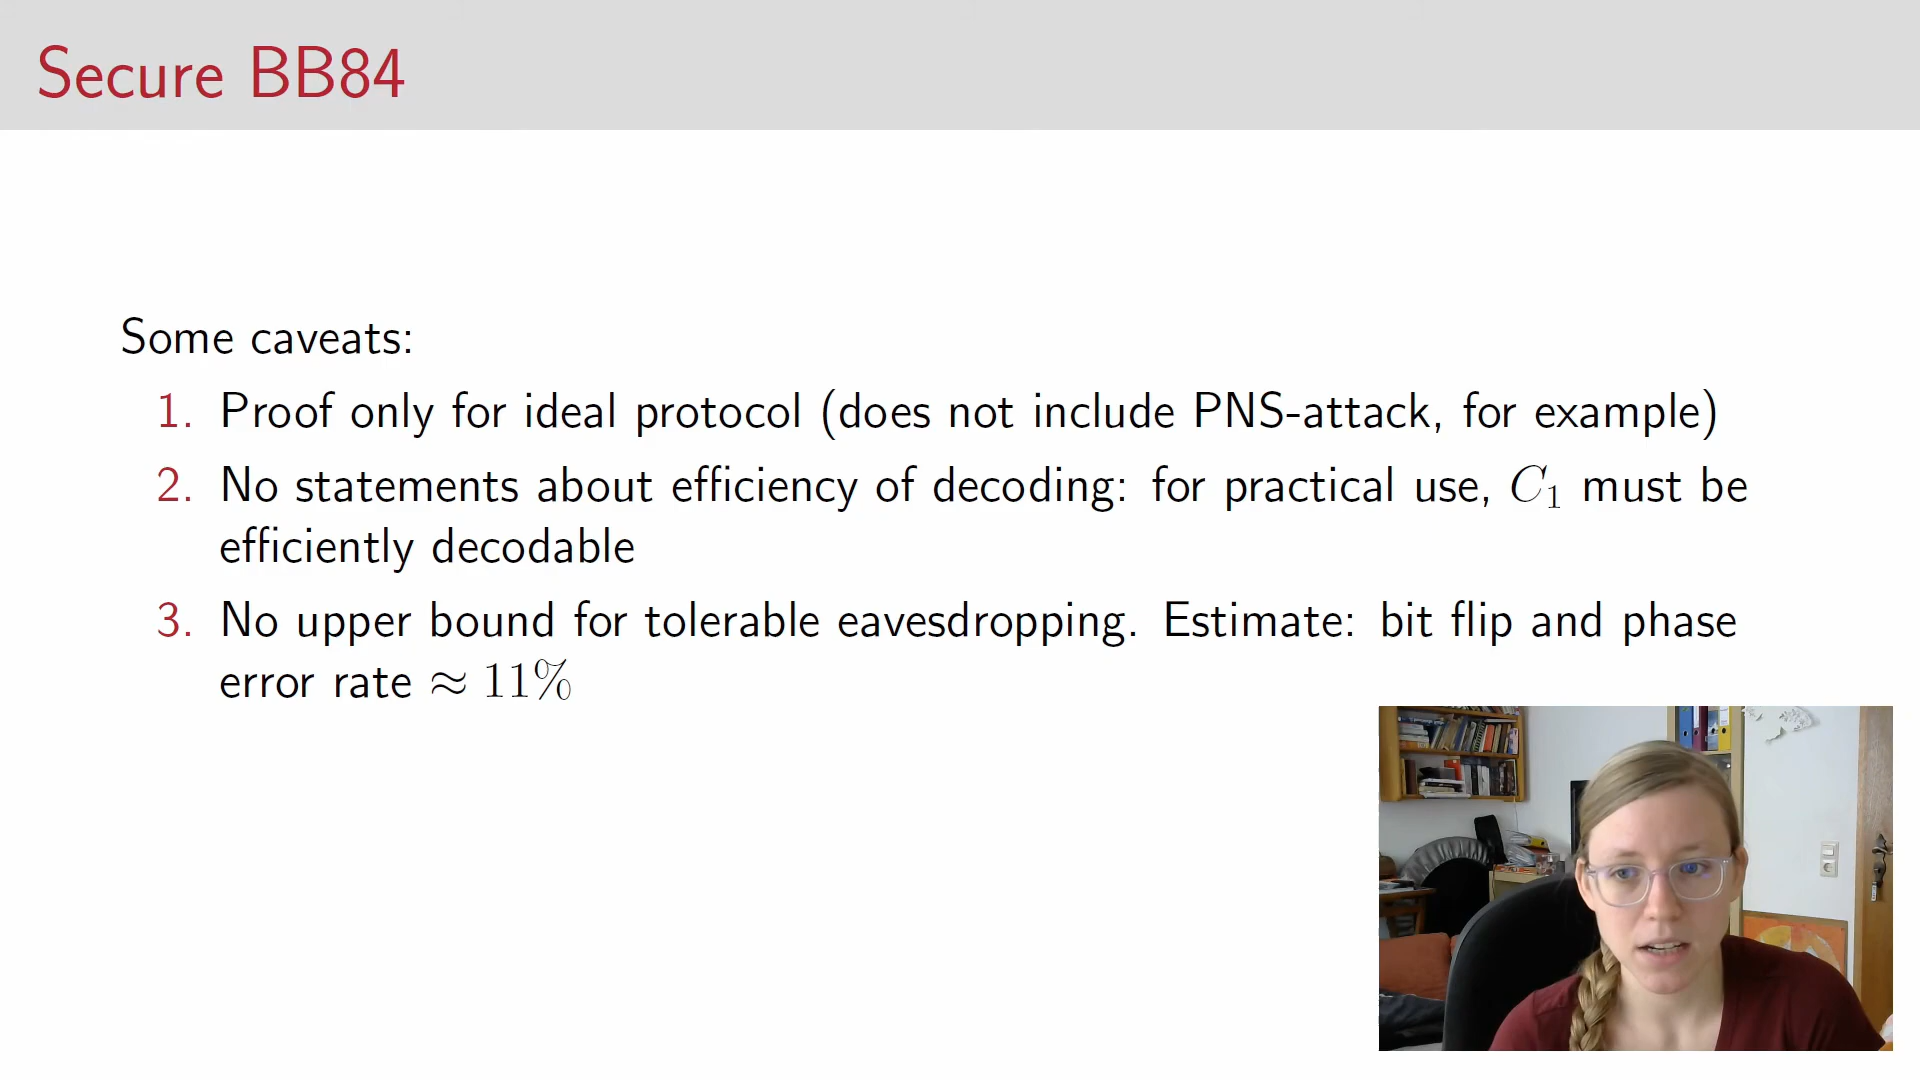 Secure BB84
Some caveats:
1. Proof only for ideal protocol (does not include PNS-attack, for example)
2. No statements about efficiency of decoding: for practical use, C₁ must be
efficiently decodable
3. No upper bound for tolerable eavesdropping. Estimate: bit flip and phase
error rate ≈ 11%